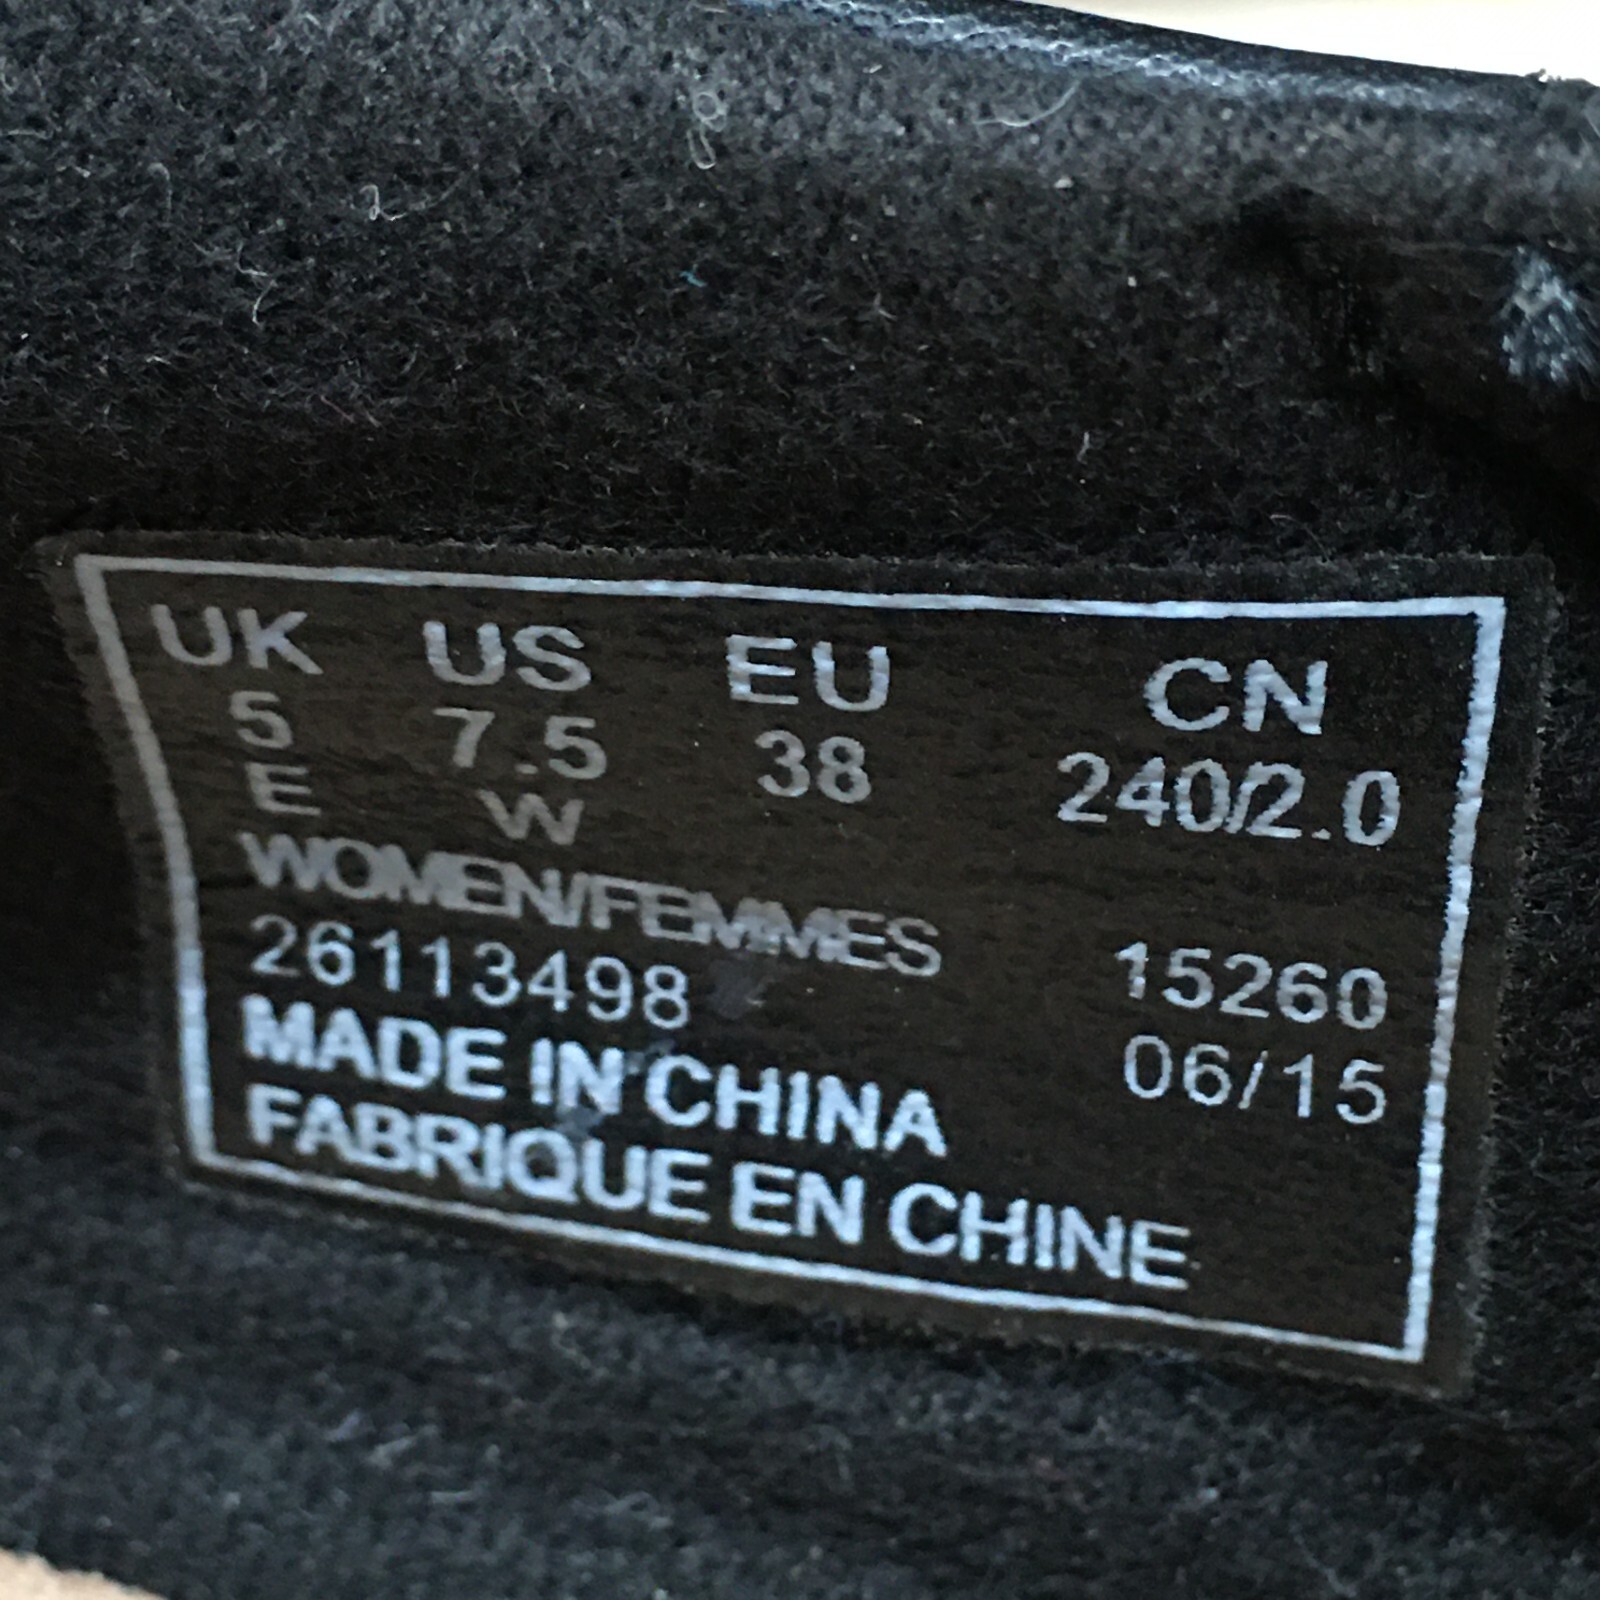 UK US EU CN
5 7.5 38 240/2.0
E W
WOMEN/FEMMES
26113498 15260
MADE IN CHINA 06/15
FABRIQUE EN CHINE